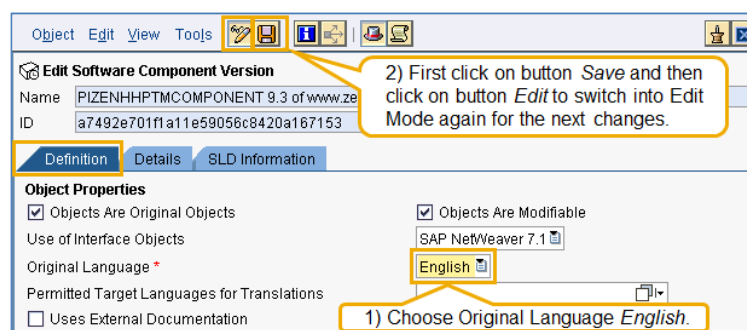 Object Edit View Tools
Edit Software Component Version
Name PIZENHHPTMCOMPONENT 9.3 of www.ze
ID a7492e701f1a11e59056c8420a167153
2) First click on button Save and then
click on button Edit to switch into Edit
Mode again for the next changes.
Definition Details SLD Information
Object Properties
Objects Are Original Objects Objects Are Modifiable
Use of Interface Objects SAP NetWeaver 7.1
Original Language * English
Permitted Target Languages for Translations
Uses External Documentation
1) Choose Original Language English.